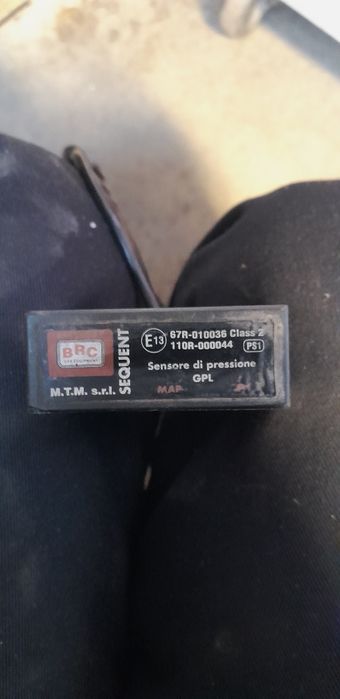 BRC
M.T.M. s.r.l.
SEQUENT
E13
67R-010036 Class 2
110R-000044 PS1
Sensore di pressione
GPL
MAP